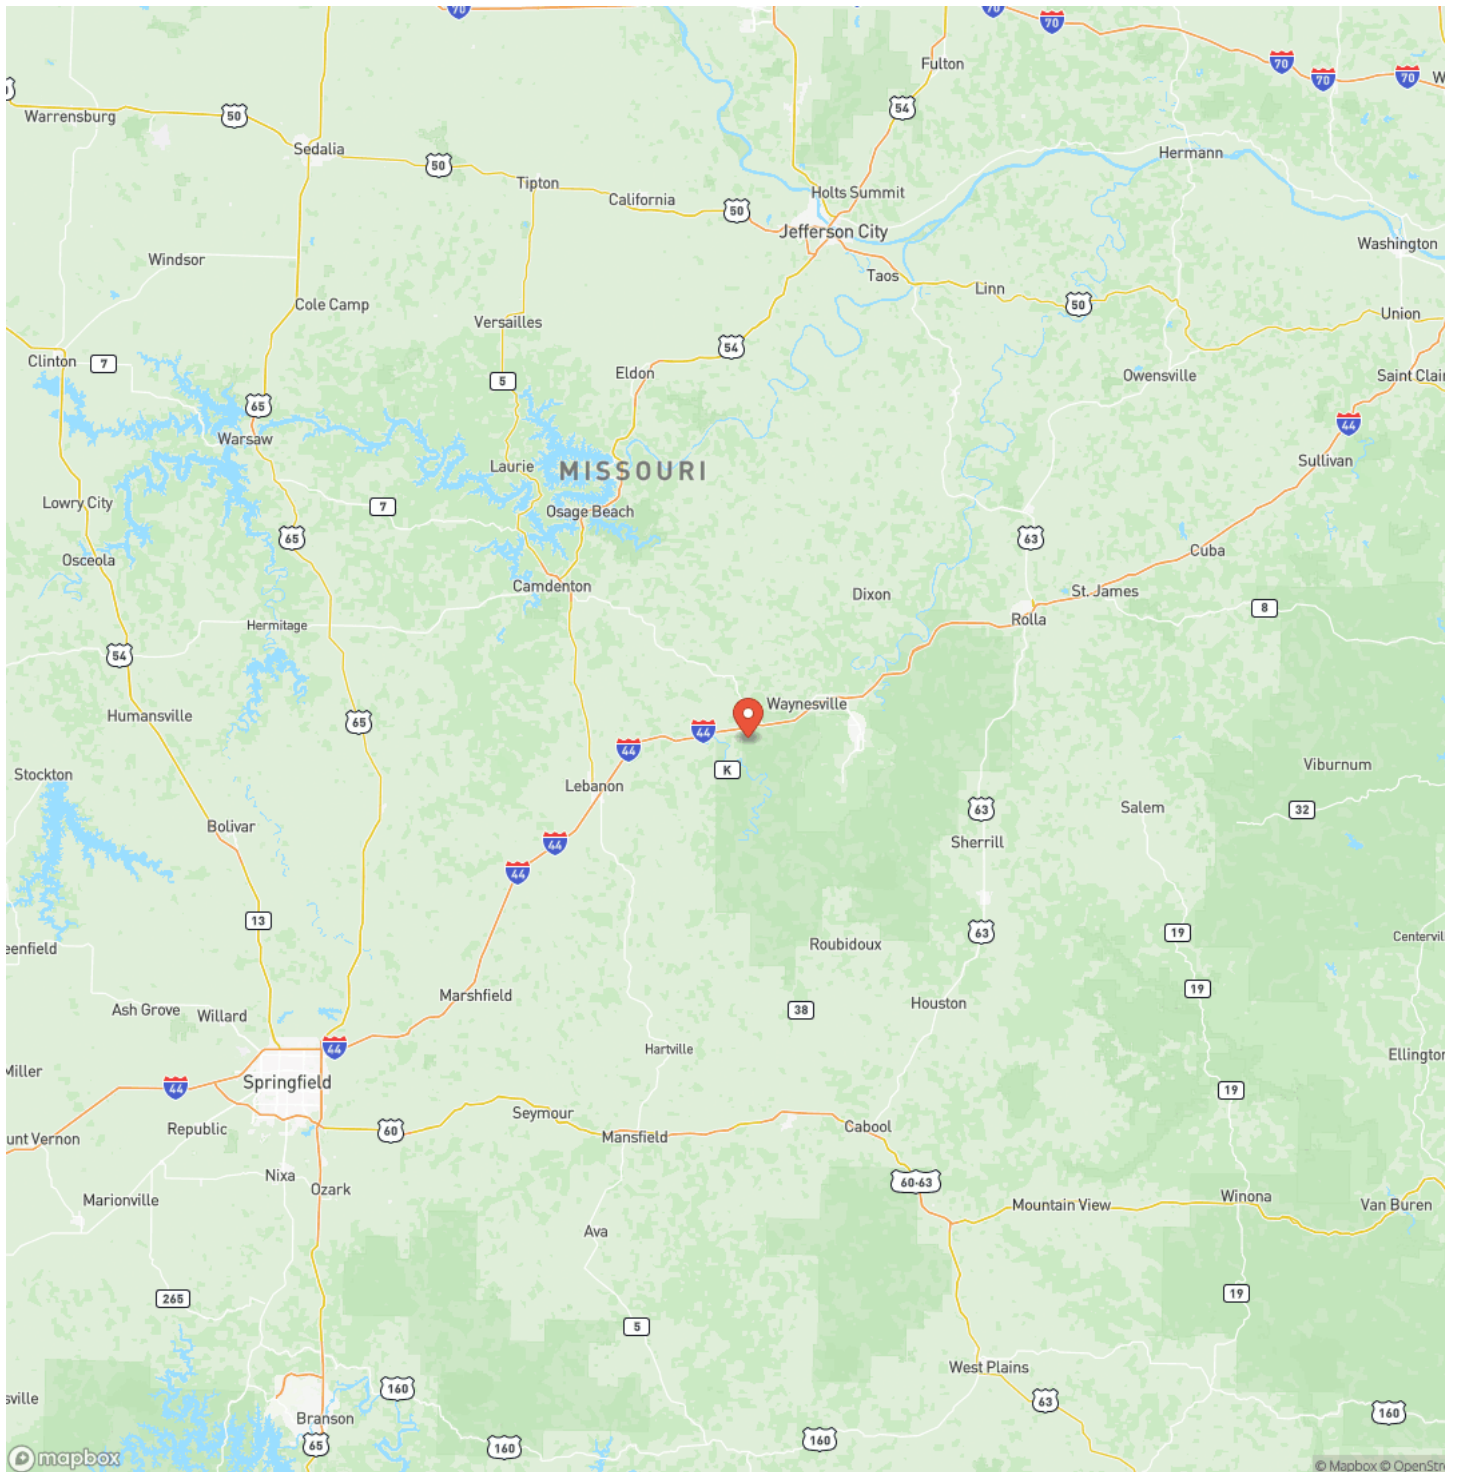 70
70
70
70
70
70
Fulton
Warrensburg
50
54
Sedalia
50
Hermann
Tipton
California
Holts Summit
50
Jefferson City
Washington
Windsor
Taos
Linn
Cole Camp
50
Union
Versailles
54
Clinton
7
Eldon
5
Owensville
Saint Clair
65
44
Warsaw
Laurie
MISSOURI
Sullivan
Lowry City
7
Osage Beach
65
63
Osceola
Cuba
Camdenton
Dixon
St. James
8
Hermitage
Rolla
54
Waynesville
Humansville
65
44
44
K
Stockton
Lebanon
Viburnum
63
Salem
32
Bolivar
44
Sherrill
44
13
63
19
eenfield
Roubidoux
Centervil
Marshfield
19
Ash Grove
Willard
38
Houston
44
Hartville
Ellington
Miller
44
Springfield
19
Seymour
Republic
60
Cabool
unt Vernon
Mansfield
Nixa
60-63
Ozark
Marionville
Mountain View
Winona
Van Buren
Ava
19
265
5
West Plains
160
sville
63
Branson
160
65
160
160
mapbox
© Mapbox © OpenStre